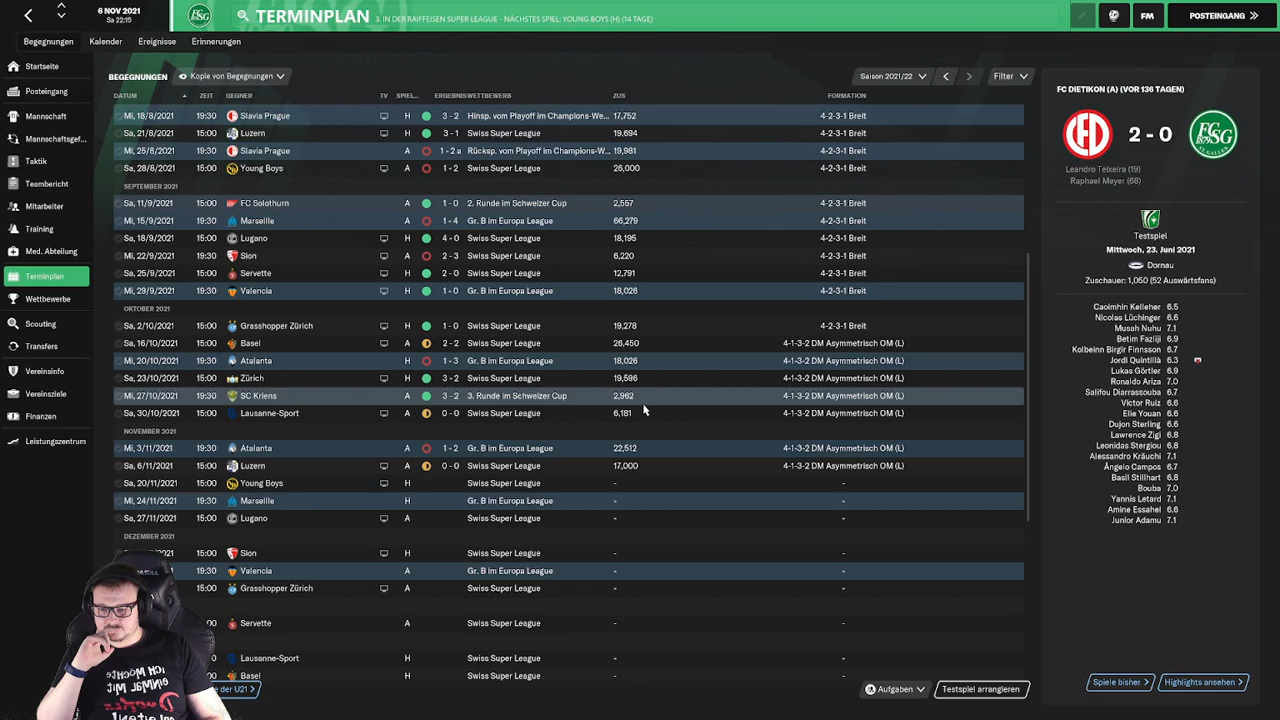 6 NOV 2021
Sa 22:15
TERMINPLAN
3. IN DER RAIFFEISEN SUPER LEAGUE - NÄCHSTES SPIEL: YOUNG BOYS (H) (14 TAGE)
FM
POSTEINGANG
Begegnungen Kalender Ereignisse Erinnerungen
Startseite
Posteingang
Mannschaft
Mannschaftsgef...
Taktik
Teambericht
Mitarbeiter
Training
Med. Abteilung
Terminplan
Wettbewerbe
Scouting
Transfers
Vereinsinfo
Vereinsziele
Finanzen
Leistungszentrum
BEGEGNUNGEN Kopie von Begegnungen Saison 2021/22 Filter
DATUM ZEIT GEGNER TV SPIEL... ERGEBNIS WETTBEWERB ZUS FORMATION
Mi, 18/8/2021 19:30 Slavia Prague H 3 - 2 Hinsp. vom Playoff im Champions-We... 17,752 4-2-3-1 Breit
Sa, 21/8/2021 15:00 Luzern H 3 - 1 Swiss Super League 19,694 4-2-3-1 Breit
Mi, 25/8/2021 19:30 Slavia Prague A 1 - 2 a Rücksp. vom Playoff im Champions-W... 19,981 4-2-3-1 Breit
Sa, 28/8/2021 15:00 Young Boys A 1 - 2 Swiss Super League 26,000 4-2-3-1 Breit
SEPTEMBER 2021
Sa, 11/9/2021 15:00 FC Solothurn A 1 - 0 2. Runde im Schweizer Cup 2,557 4-2-3-1 Breit
Mi, 15/9/2021 19:30 Marseille A 1 - 4 Gr. B im Europa League 66,279 4-2-3-1 Breit
Sa, 18/9/2021 15:00 Lugano H 4 - 0 Swiss Super League 18,195 4-2-3-1 Breit
Mi, 22/9/2021 19:30 Sion A 2 - 3 Swiss Super League 6,220 4-2-3-1 Breit
Sa, 25/9/2021 15:00 Servette H 2 - 0 Swiss Super League 12,791 4-2-3-1 Breit
Mi, 29/9/2021 19:30 Valencia H 1 - 0 Gr. B im Europa League 18,026 4-2-3-1 Breit
OKTOBER 2021
Sa, 2/10/2021 15:00 Grasshopper Zürich H 1 - 0 Swiss Super League 19,278 4-2-3-1 Breit
Sa, 16/10/2021 15:00 Basel A 2 - 2 Swiss Super League 26,450 4-1-3-2 DM Asymmetrisch OM (L)
Mi, 20/10/2021 19:30 Atalanta H 1 - 3 Gr. B im Europa League 18,026 4-1-3-2 DM Asymmetrisch OM (L)
Sa, 23/10/2021 15:00 Zürich H 3 - 2 Swiss Super League 19,596 4-1-3-2 DM Asymmetrisch OM (L)
Mi, 27/10/2021 19:30 SC Kriens A 3 - 2 3. Runde im Schweizer Cup 2,962 4-1-3-2 DM Asymmetrisch OM (L)
Sa, 30/10/2021 15:00 Lausanne-Sport A 0 - 0 Swiss Super League 6,181 4-1-3-2 DM Asymmetrisch OM (L)
NOVEMBER 2021
Mi, 3/11/2021 19:30 Atalanta A 1 - 2 Gr. B im Europa League 22,512 4-1-3-2 DM Asymmetrisch OM (L)
Sa, 6/11/2021 15:00 Luzern A 0 - 0 Swiss Super League 17,000 4-1-3-2 DM Asymmetrisch OM (L)
Sa, 20/11/2021 15:00 Young Boys H Swiss Super League - -
Mi, 24/11/2021 19:30 Marseille H Gr. B im Europa League - -
Sa, 27/11/2021 15:00 Lugano A Swiss Super League - -
DEZEMBER 2021
15:00 Sion H Swiss Super League - -
19:30 Valencia A Gr. B im Europa League - -
15:00 Grasshopper Zürich A Swiss Super League - -
Servette A Swiss Super League - -
Lausanne-Sport H Swiss Super League - -
Basel H Swiss Super League - -
e der U21 Aufgaben Testspiel arrangieren
FC DIETIKON (A) (VOR 136 TAGEN)
FCD 2 - 0 FCSG 1879 ST. GALLEN
Leandro Teixeira (19)
Raphael Meyer (68)
Testspiel
Mittwoch, 23. Juni 2021
Dornau
Zuschauer: 1,050 (52 Auswärtsfans)
Caoimhin Kelleher 6.5
Nicolas Lüchinger 6.6
Musah Nuhu 7.1
Betim Fazliji 6.9
Kolbeinn Birgir Finnsson 6.7
Jordi Quintillà 6.3
Lukas Görtler 6.9
Ronaldo Ariza 7.0
Salifou Diarrassouba 6.7
Víctor Ruiz 6.6
Elie Youan 6.4
Dujon Sterling 6.6
Lawrence Zigi 6.8
Leonidas Stergiou 6.8
Alessandro Kräuchi 7.1
Ângelo Campos 6.7
Basil Stillhart 6.8
Bouba 7.0
Yannis Letard 7.1
Amine Essahel 6.6
Junior Adamu 7.1
Spiele bisher Highlights ansehen
ICH MÖCHTE
EINMAL MIT